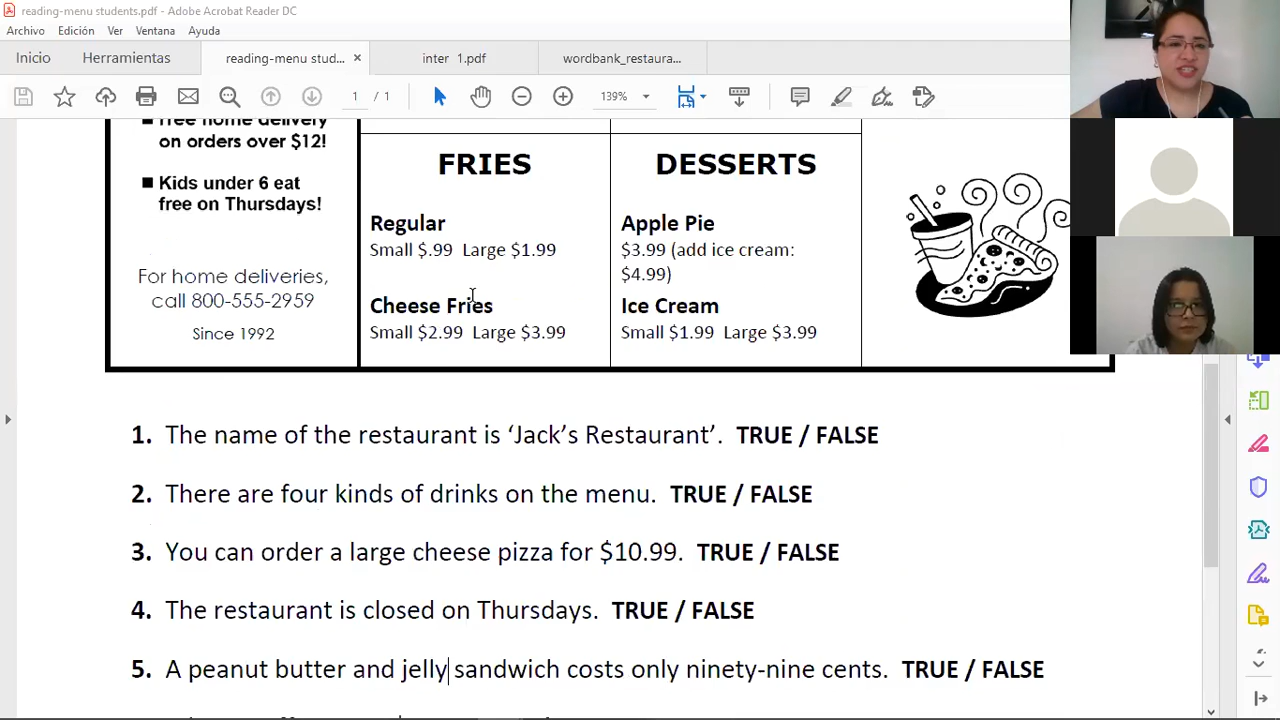 reading-menu students.pdf - Adobe Acrobat Reader DC
Archivo Edición Ver Ventana Ayuda
Inicio Herramientas reading-menu stud... × inter 1.pdf wordbank_restaura...
1 / 1 139%
Free home delivery
on orders over $12!
Kids under 6 eat
free on Thursdays!
For home deliveries,
call 800-555-2959
Since 1992
FRIES
Regular
Small $.99 Large $1.99
Cheese Fries
Small $2.99 Large $3.99
DESSERTS
Apple Pie
$3.99 (add ice cream:
$4.99)
Ice Cream
Small $1.99 Large $3.99
1. The name of the restaurant is ‘Jack’s Restaurant’. TRUE / FALSE
2. There are four kinds of drinks on the menu. TRUE / FALSE
3. You can order a large cheese pizza for $10.99. TRUE / FALSE
4. The restaurant is closed on Thursdays. TRUE / FALSE
5. A peanut butter and jelly sandwich costs only ninety-nine cents. TRUE / FALSE